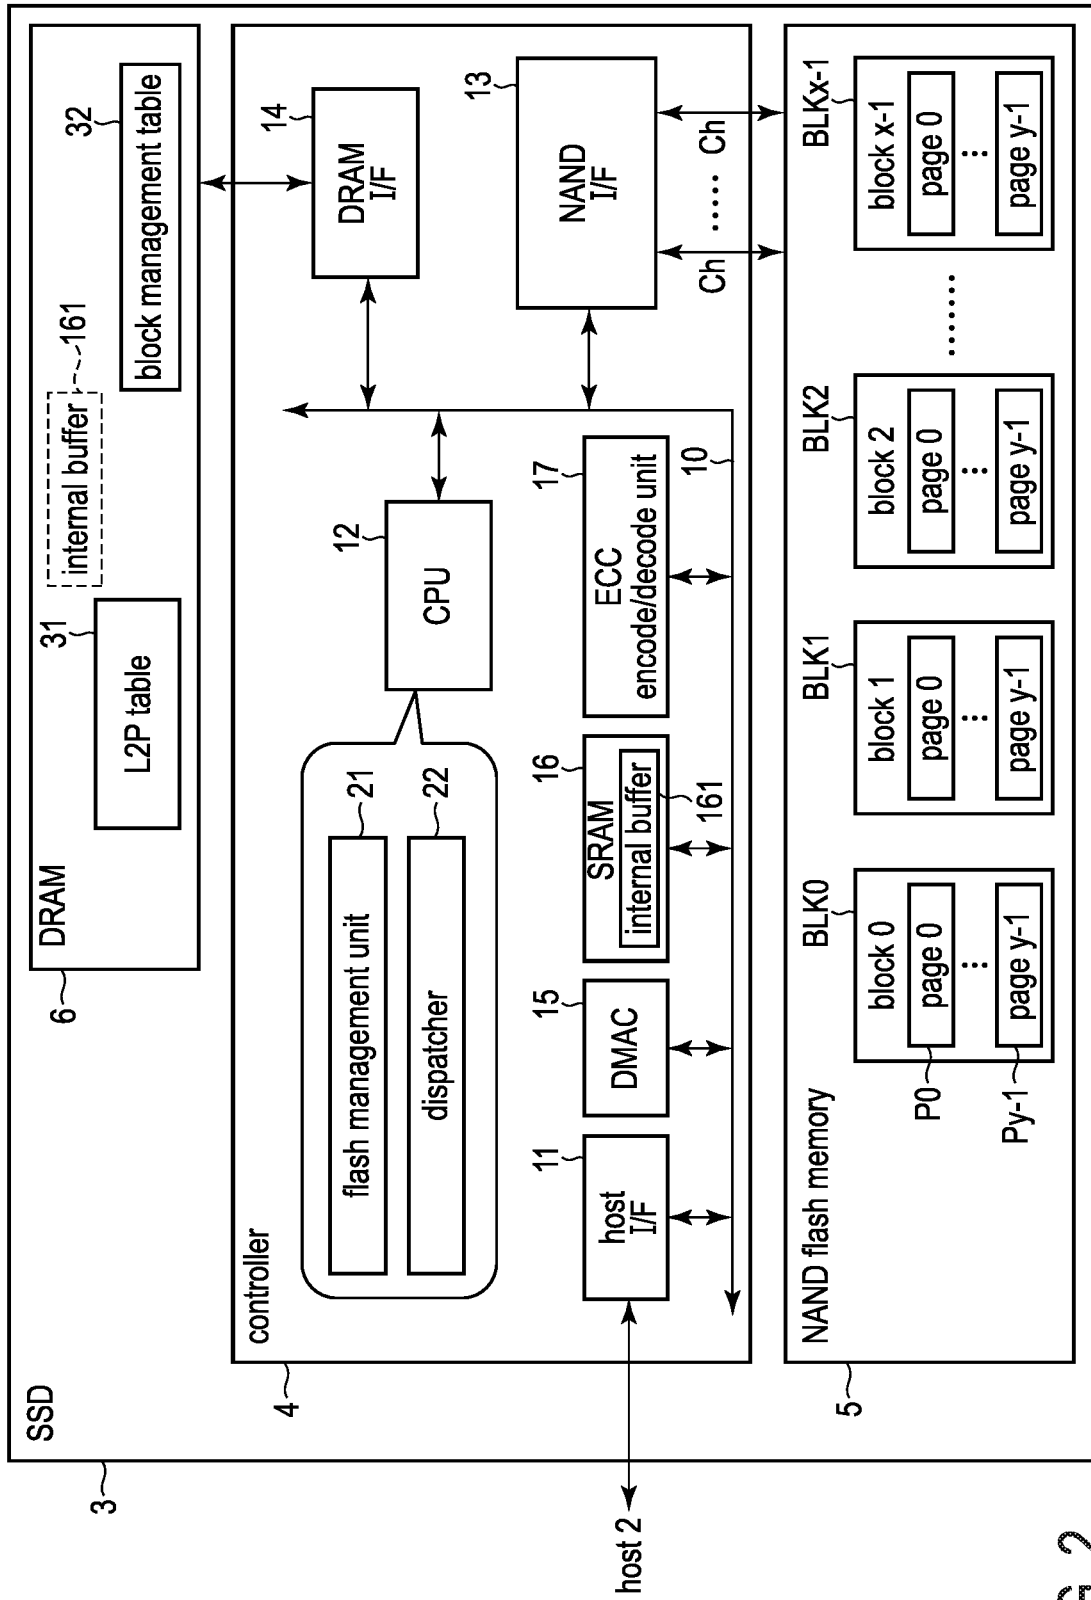 SSD
3
DRAM
6
L2P table
31
internal buffer
161
block management table
32
controller
4
flash management unit
21
dispatcher
22
CPU
12
DRAM
I/F
14
NAND
I/F
13
host 2
host
I/F
11
DMAC
15
SRAM
16
internal buffer
161
ECC
encode/decode unit
17
10
Ch ..... Ch
NAND flash memory
5
BLK0
block 0
page 0
page y-1
P0
Py-1
BLK1
block 1
page 0
page y-1
BLK2
block 2
page 0
page y-1
.......
BLKx-1
block x-1
page 0
page y-1